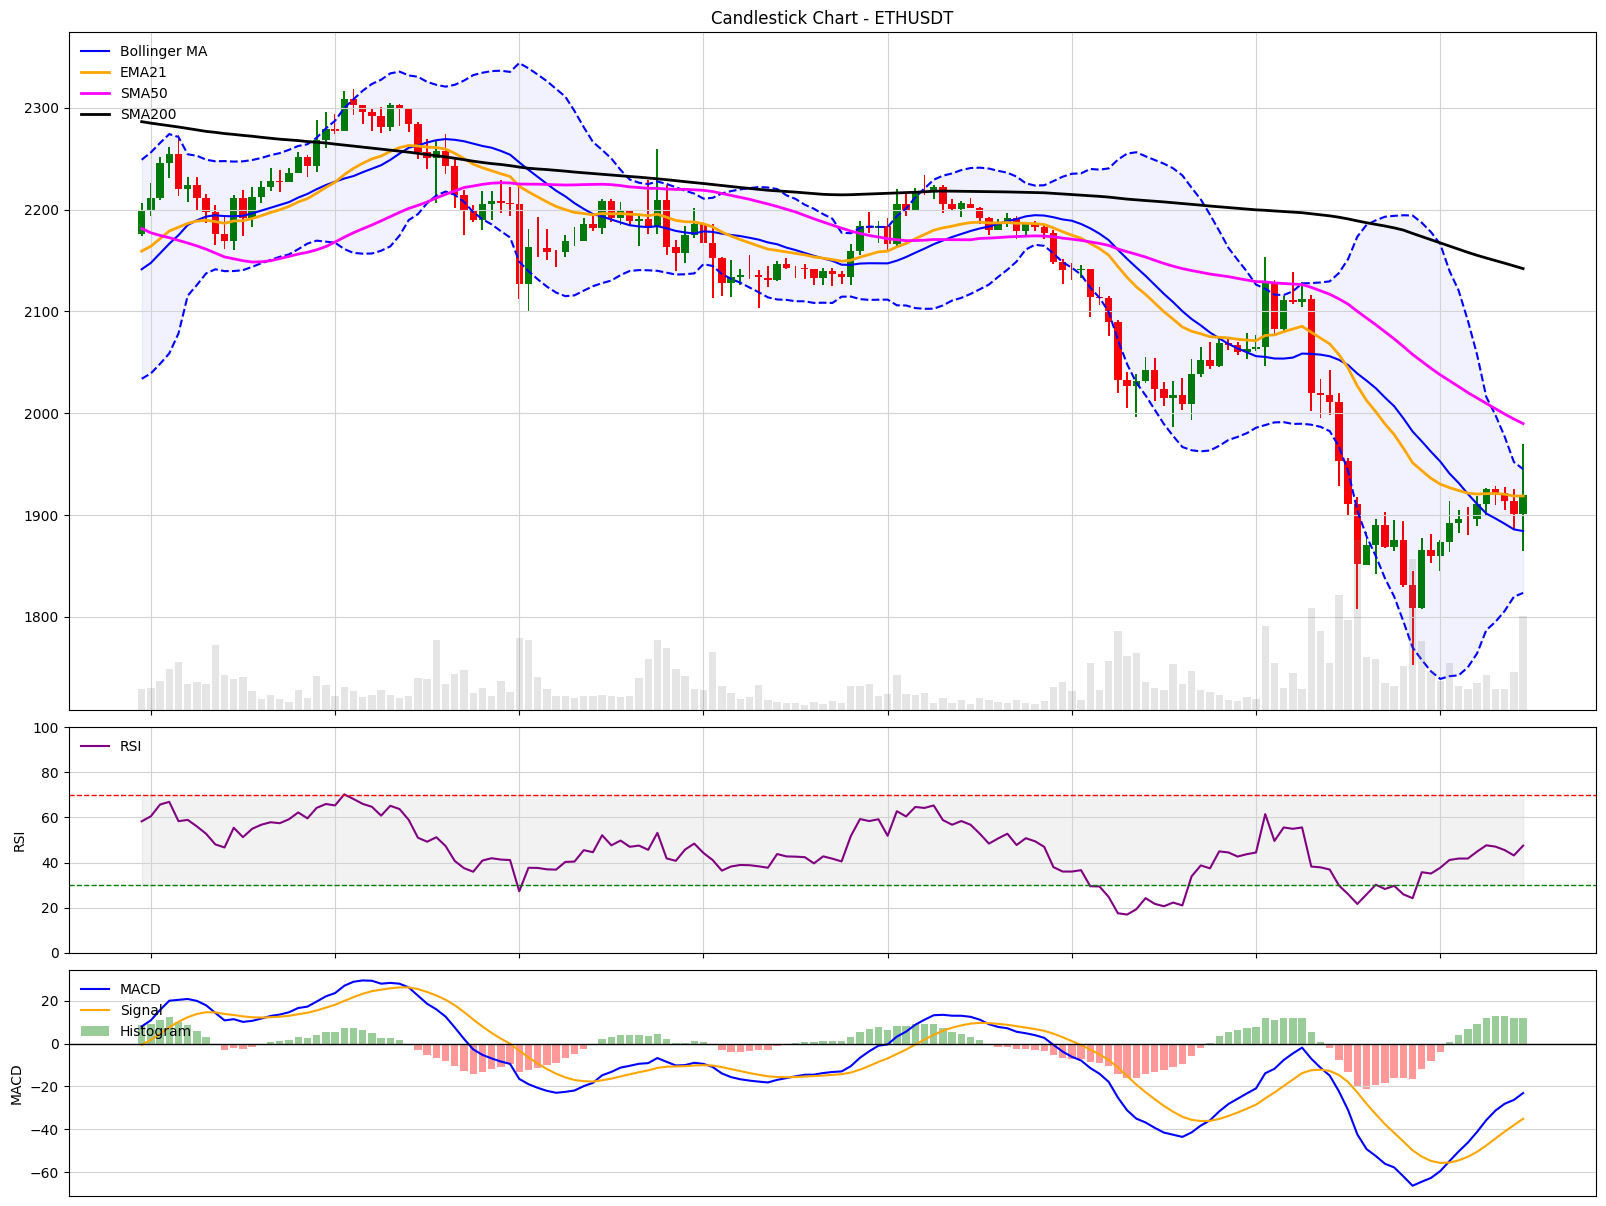 Candlestick Chart - ETHUSDT
Bollinger MA
EMA21
SMA50
SMA200
2300
2200
2100
2000
1900
1800
RSI
100
80
60
40
20
0
RSI
MACD
Signal
Histogram
20
0
−20
−40
−60
MACD